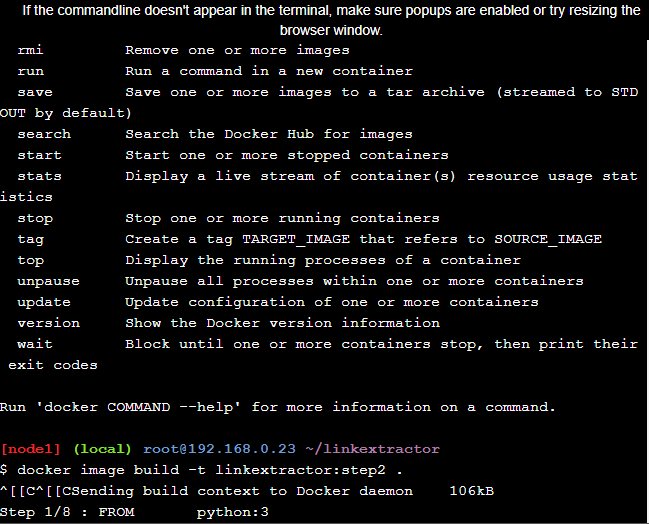 If the commandline doesn't appear in the terminal, make sure popups are enabled or try resizing the
browser window.
rmi Remove one or more images
run Run a command in a new container
save Save one or more images to a tar archive (streamed to STD
OUT by default)
search Search the Docker Hub for images
start Start one or more stopped containers
stats Display a live stream of container(s) resource usage stat
istics
stop Stop one or more running containers
tag Create a tag TARGET_IMAGE that refers to SOURCE_IMAGE
top Display the running processes of a container
unpause Unpause all processes within one or more containers
update Update configuration of one or more containers
version Show the Docker version information
wait Block until one or more containers stop, then print their
exit codes
Run 'docker COMMAND --help' for more information on a command.
[node1] (local) root@192.168.0.23 ~/linkextractor
$ docker image build -t linkextractor:step2 .
^[[C^[[CSending build context to Docker daemon 106kB
Step 1/8 : FROM python:3